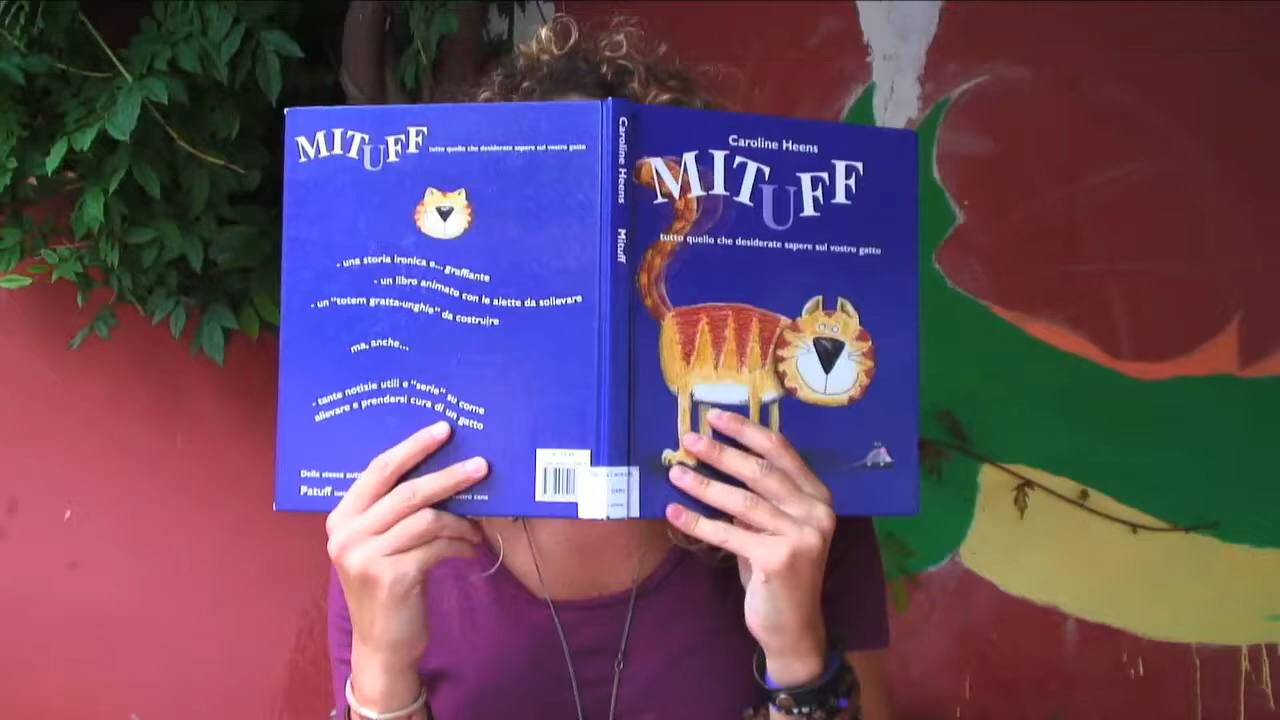 MITUFF tutto quello che desiderate sapere sul vostro gatto
- una storia ironica e... graffiante
- un libro animato con le alette da sollevare
- un "totem gratta-unghie" da costruire
ma, anche...
- tante notizie utili e "serie" su come
allevare e prendersi cura di un gatto
Della stessa
Patuff
vostro cane
Caroline Heens Mituff
Caroline Heens
MITUFF
tutto quello che desiderate sapere sul vostro gatto